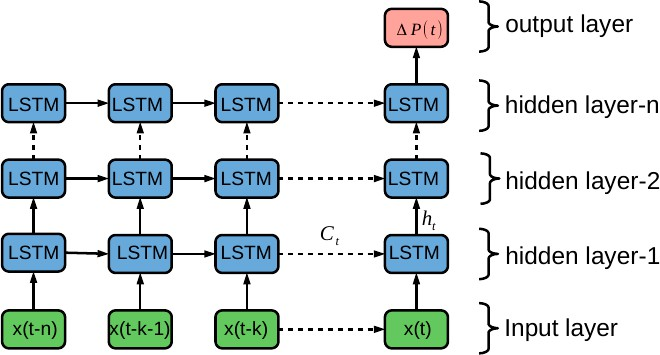 Δ P(t) output layer
LSTM LSTM LSTM LSTM hidden layer-n
LSTM LSTM LSTM LSTM hidden layer-2
C_t h_t
LSTM LSTM LSTM LSTM hidden layer-1
x(t-n) x(t-k-1) x(t-k) x(t) Input layer